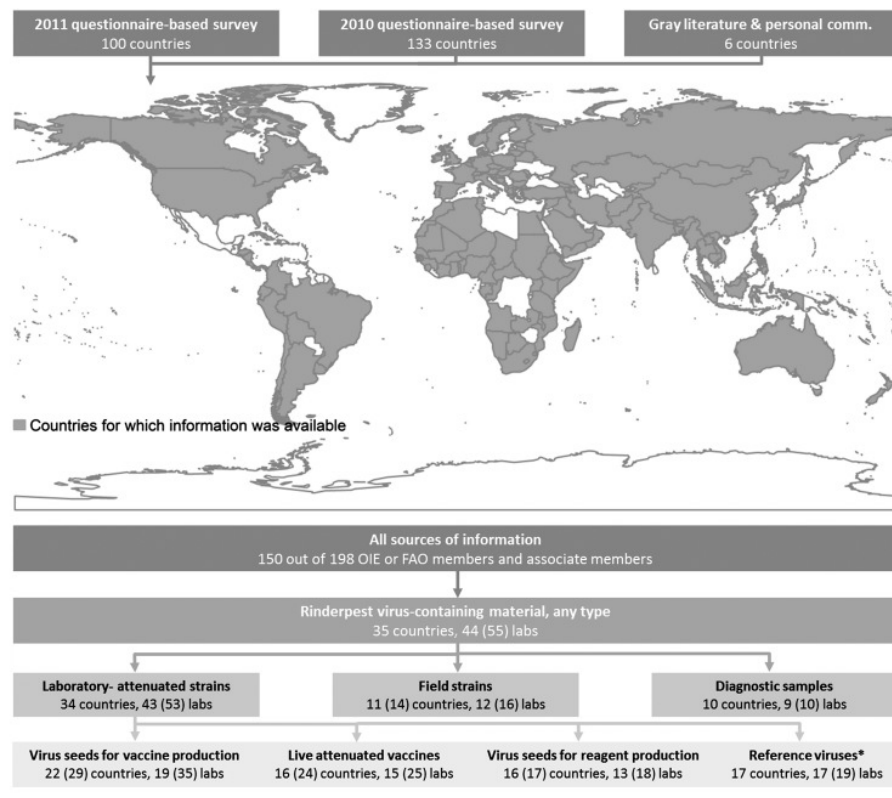 2011 questionnaire-based survey
100 countries
2010 questionnaire-based survey
133 countries
Gray literature & personal comm.
6 countries
Countries for which information was available
All sources of information
150 out of 198 OIE or FAO members and associate members
Rinderpest virus-containing material, any type
35 countries, 44 (55) labs
Laboratory- attenuated strains
34 countries, 43 (53) labs
Field strains
11 (14) countries, 12 (16) labs
Diagnostic samples
10 countries, 9 (10) labs
Virus seeds for vaccine production
22 (29) countries, 19 (35) labs
Live attenuated vaccines
16 (24) countries, 15 (25) labs
Virus seeds for reagent production
16 (17) countries, 13 (18) labs
Reference viruses*
17 countries, 17 (19) labs